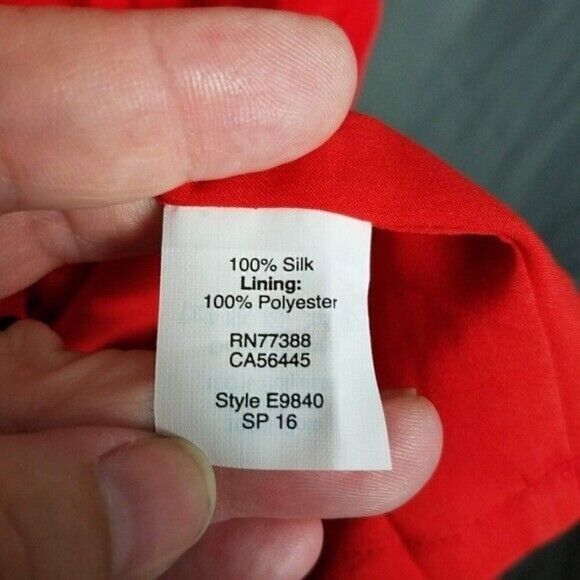 100% Silk
Lining:
100% Polyester
RN77388
CA56445
Style E9840
SP 16